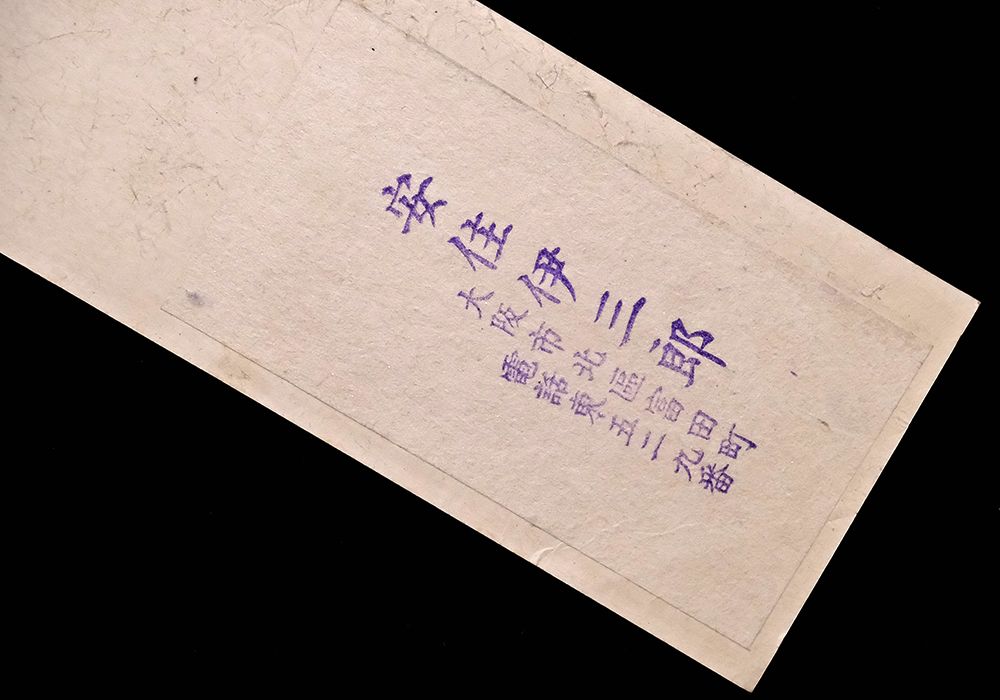 安住伊三郎
大阪市北區富田町
電話東五二九番